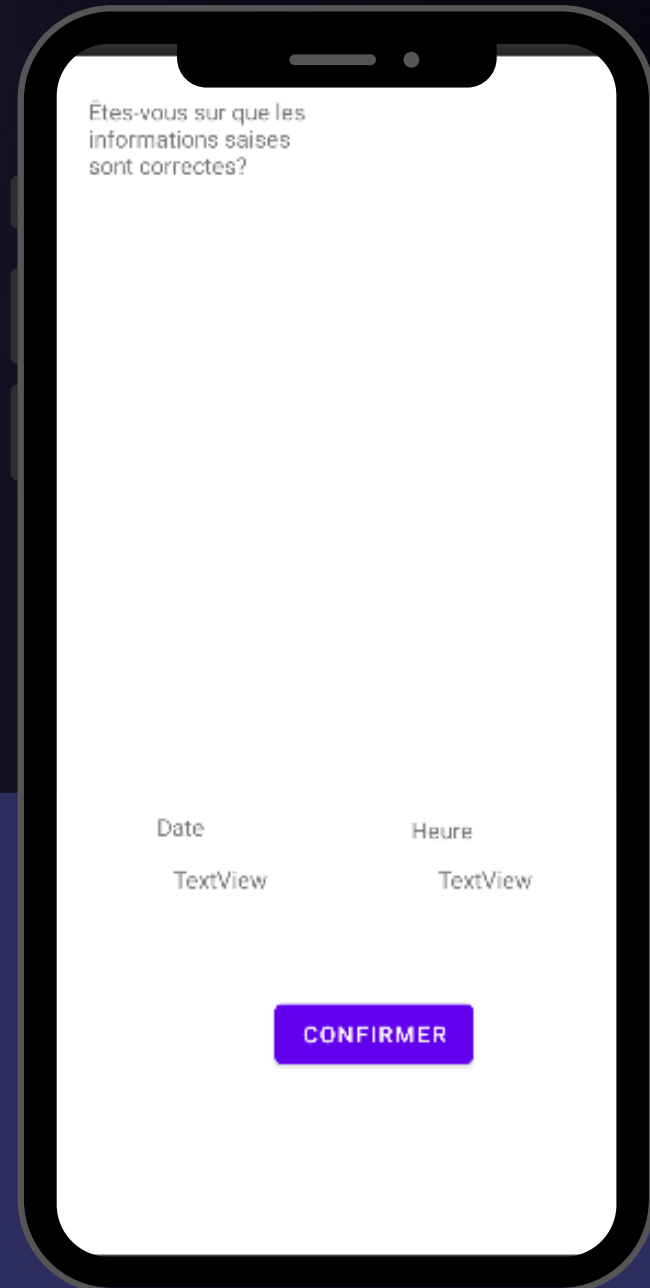 Êtes-vous sur que les
informations saises
sont correctes?
Date
Heure
TextView
TextView
CONFIRMER